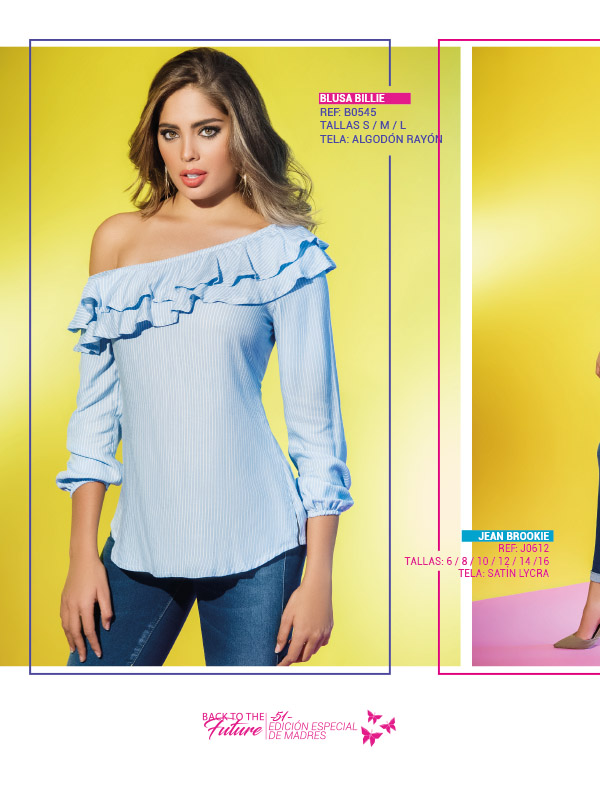 BLUSA BILLIE
REF: B0545
TALLAS S / M / L
TELA: ALGODÓN RAYÓN
JEAN BROOKIE
REF: J0612
TALLAS: 6 / 8 / 10 / 12 / 14 /16
TELA: SATÍN LYCRA
BACK TO THE
Future
-51-
EDICIÓN ESPECIAL
DE MADRES